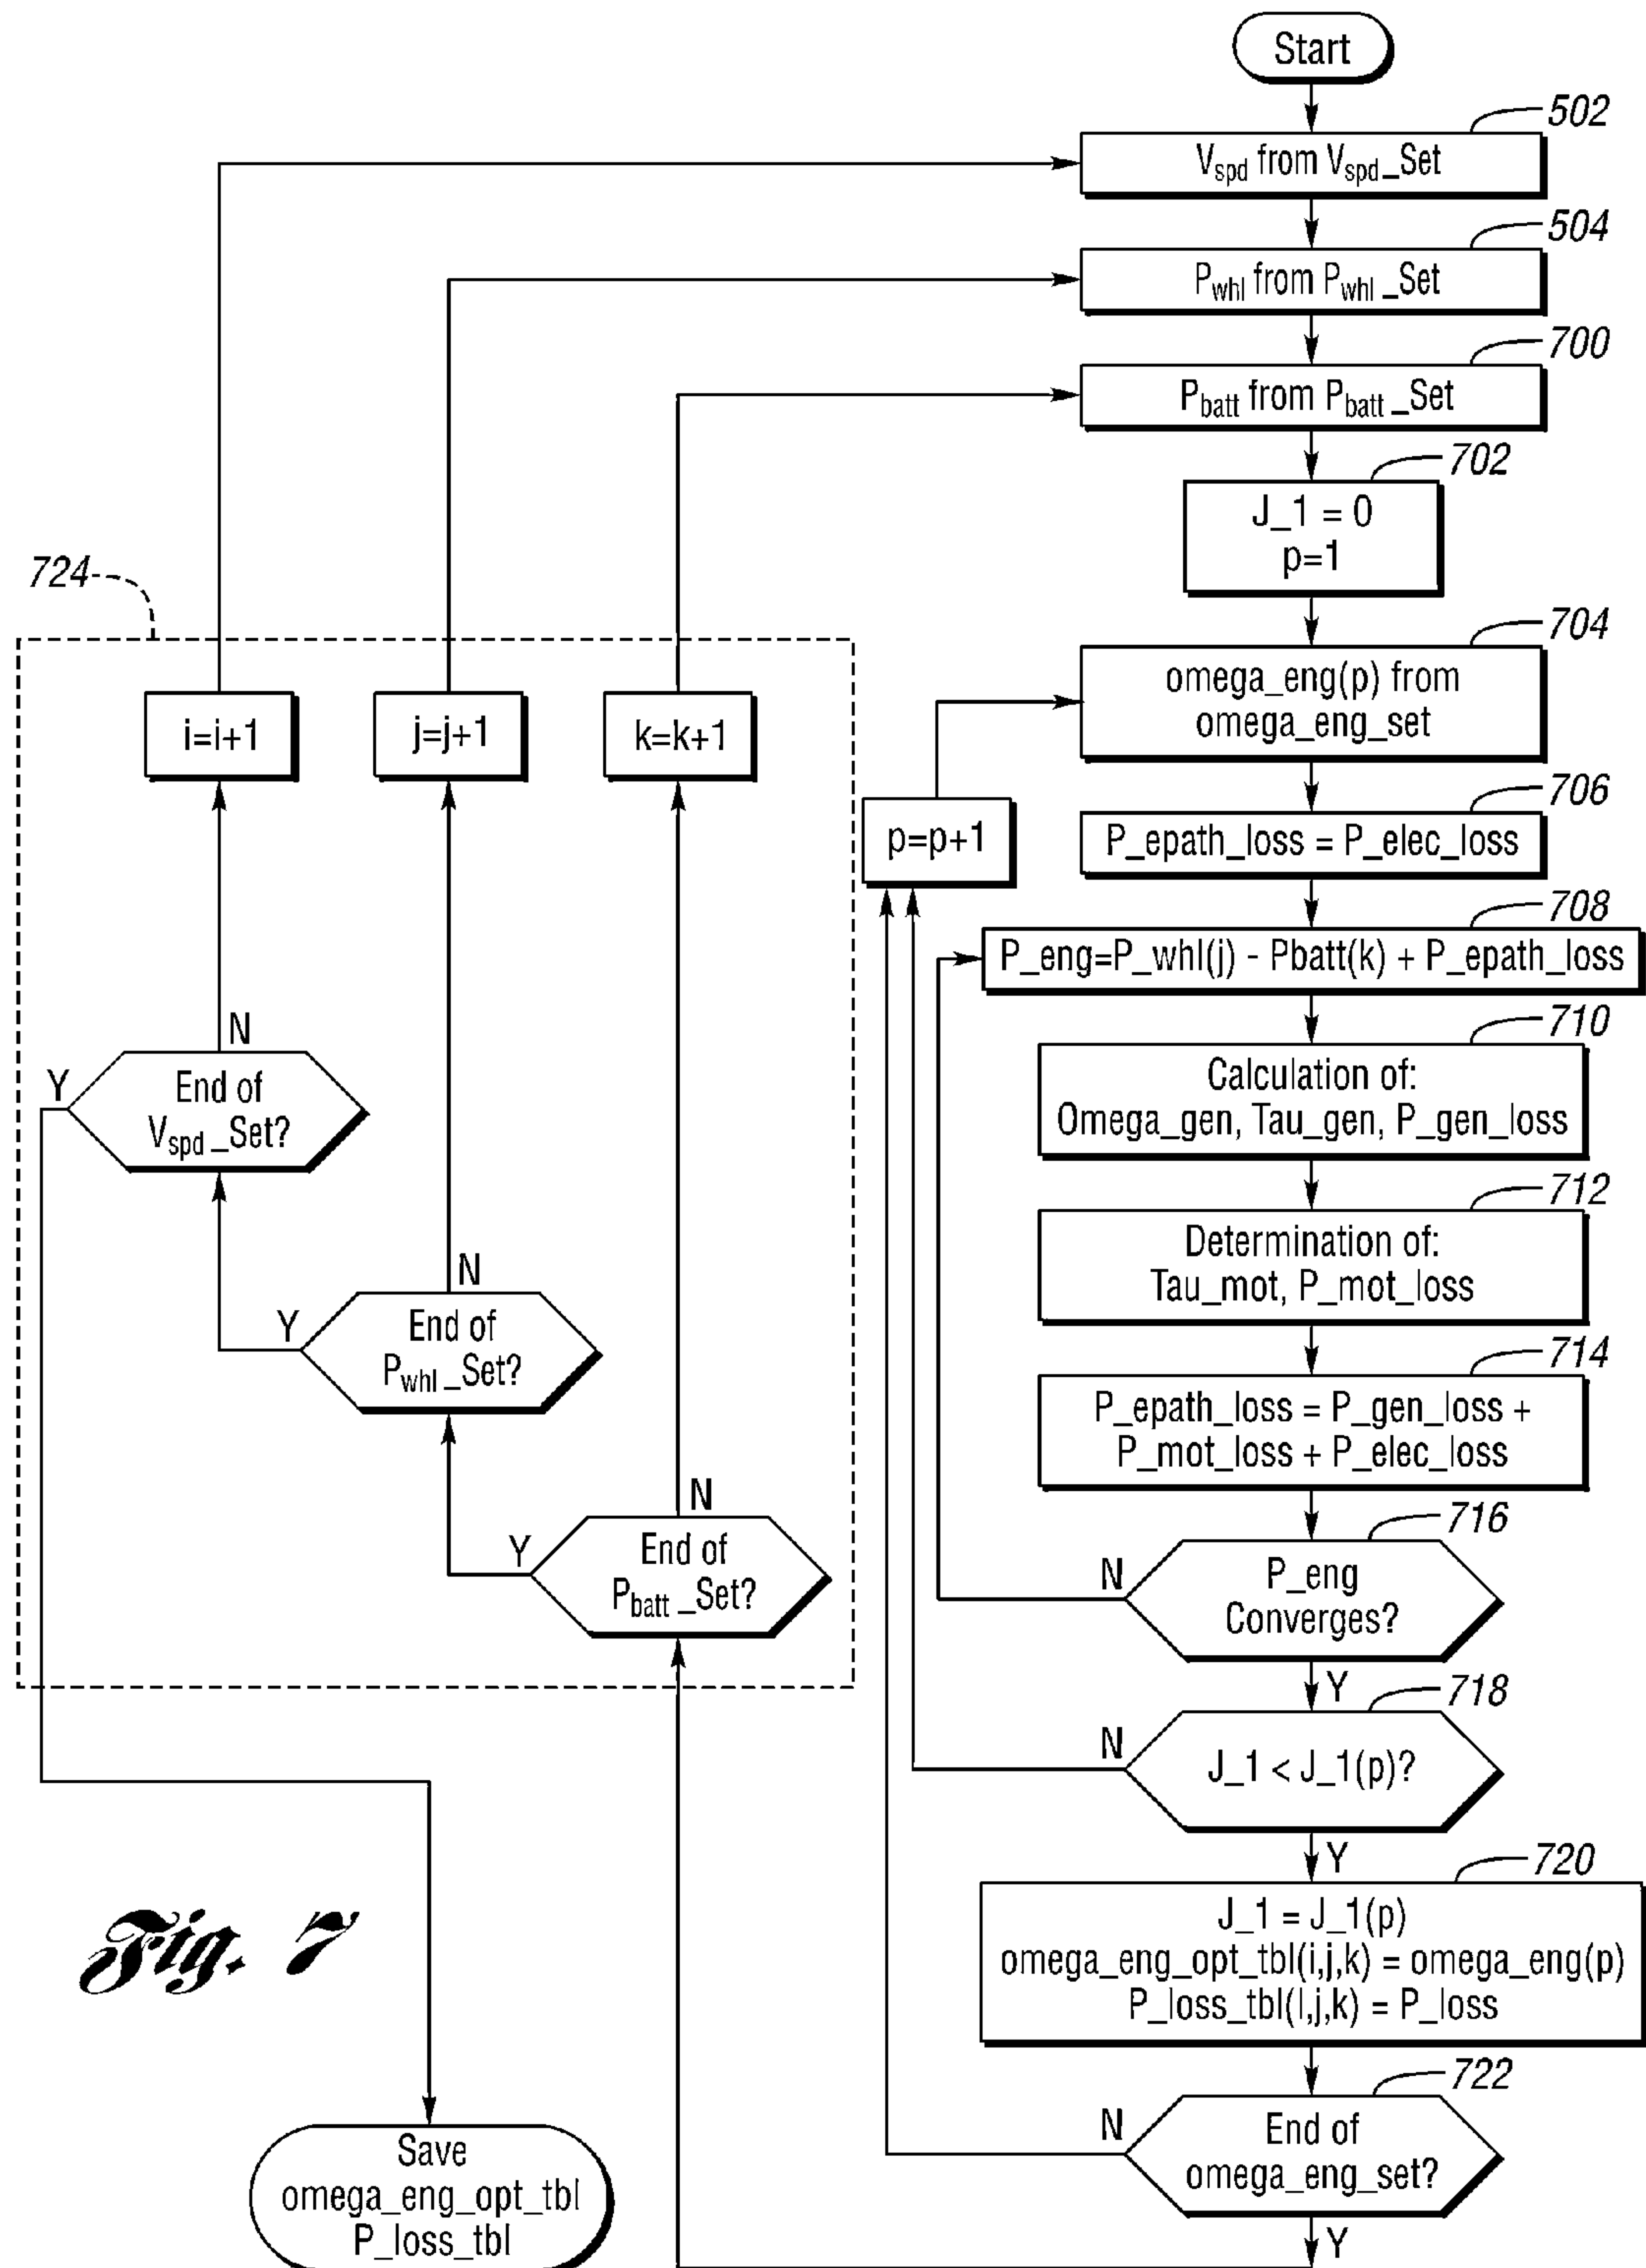 Start
502
Vspd from Vspd_Set
504
Pwhl from Pwhl_Set
700
Pbatt from Pbatt_Set
702
J_1 = 0
p=1
724
704
omega_eng(p) from
omega_eng_set
i=i+1
j=j+1
k=k+1
p=p+1
706
P_epath_loss = P_elec_loss
708
P_eng=P_whl(j) - Pbatt(k) + P_epath_loss
710
Calculation of:
Omega_gen, Tau_gen, P_gen_loss
N
Y
End of
Vspd_Set?
712
Determination of:
Tau_mot, P_mot_loss
N
Y
End of
Pwhl_Set?
714
P_epath_loss = P_gen_loss +
P_mot_loss + P_elec_loss
N
Y
End of
Pbatt_Set?
716
N
P_eng
Converges?
Y
718
N
J_1 < J_1(p)?
Y
720
J_1 = J_1(p)
omega_eng_opt_tbl(i,j,k) = omega_eng(p)
P_loss_tbl(l,j,k) = P_loss
Fig. 7
722
N
End of
omega_eng_set?
Y
Save
omega_eng_opt_tbl
P_loss_tbl